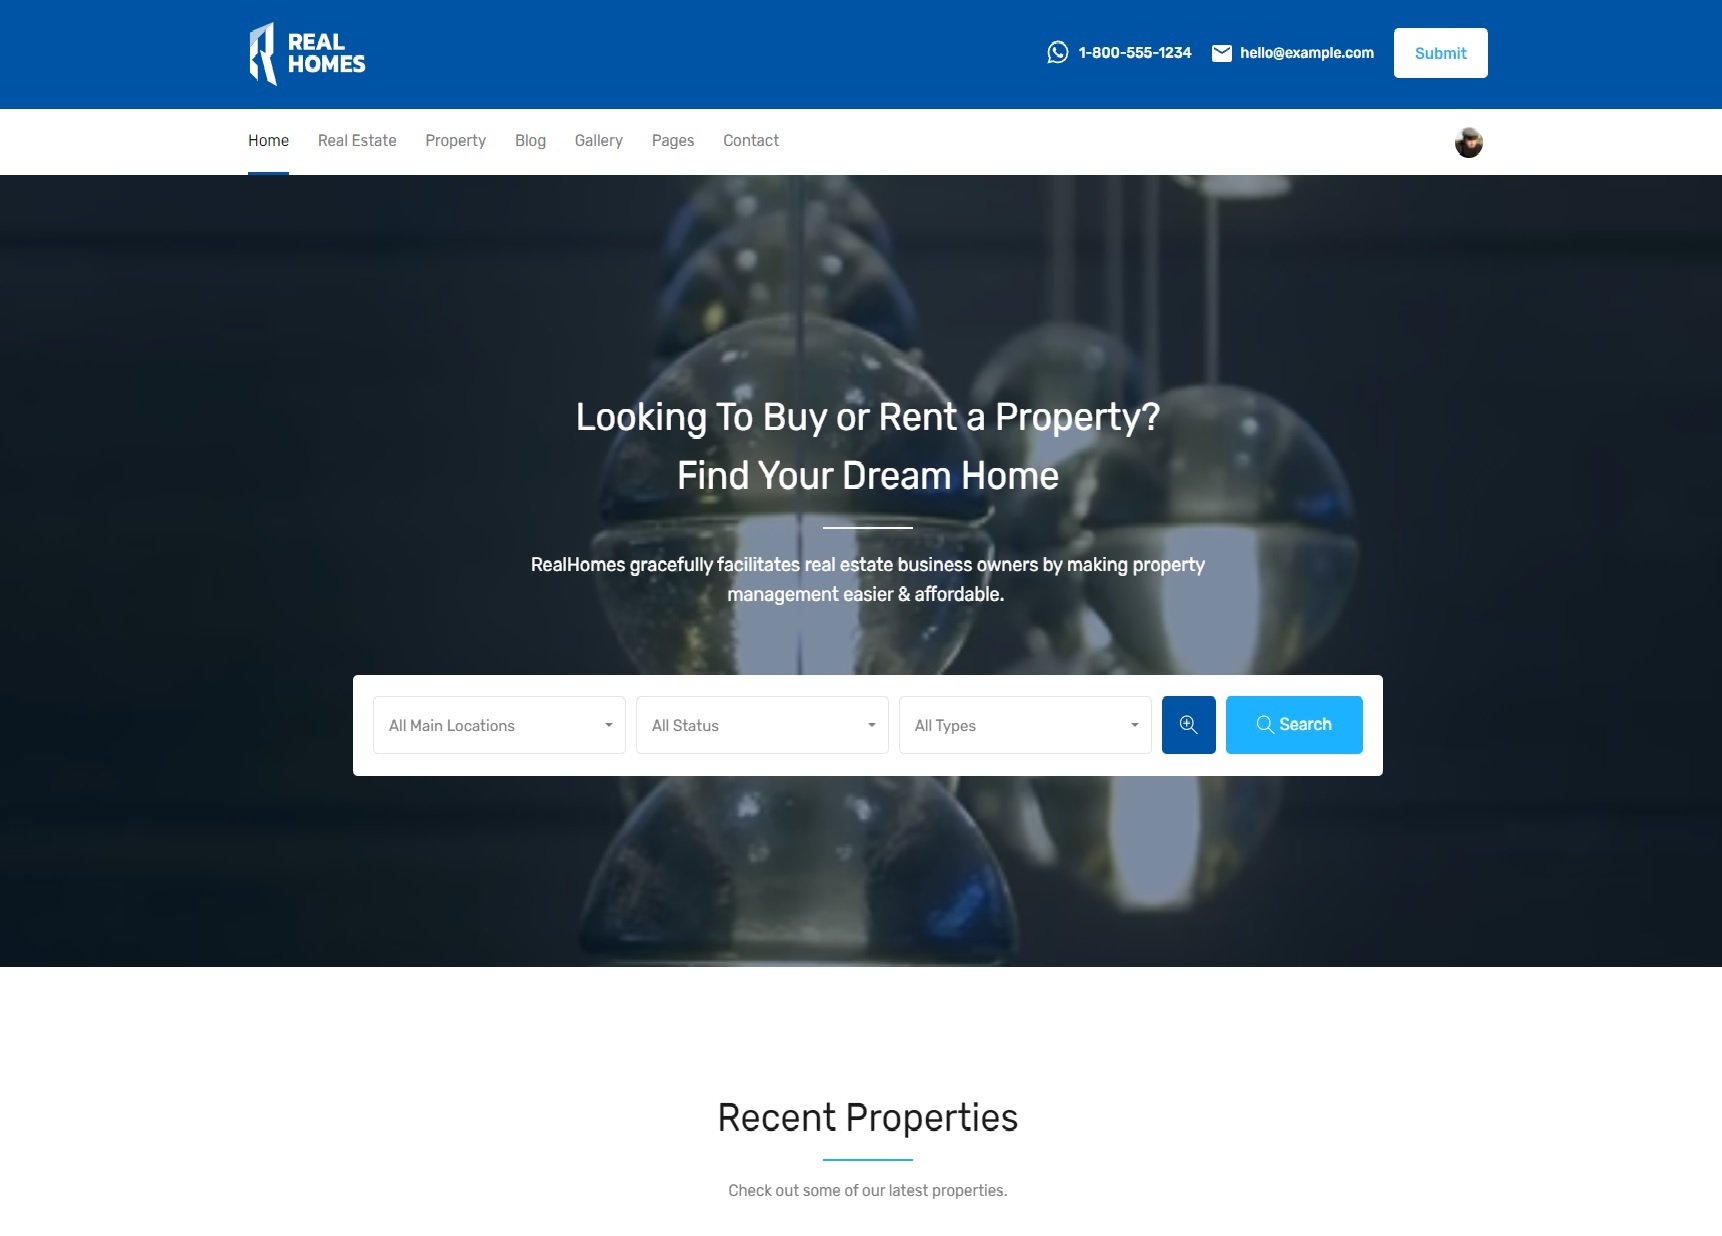 REAL
HOMES
1-800-555-1234
hello@example.com
Submit
Home
Real Estate
Property
Blog
Gallery
Pages
Contact
Looking To Buy or Rent a Property?
Find Your Dream Home
RealHomes gracefully facilitates real estate business owners by making property
management easier & affordable.
All Main Locations
All Status
All Types
Search
Recent Properties
Check out some of our latest properties.